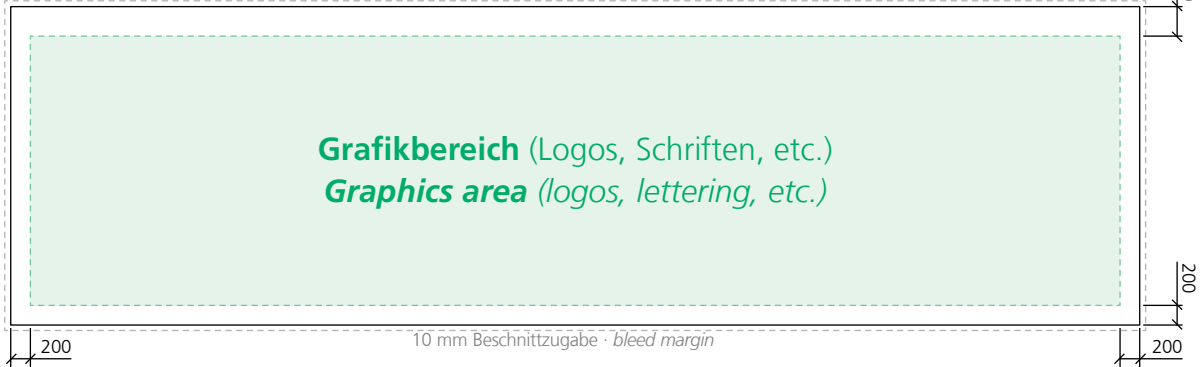 Grafikbereich (Logos, Schriften, etc.)
Graphics area (logos, lettering, etc.)
200
10 mm Beschnittzugabe · bleed margin
200
200